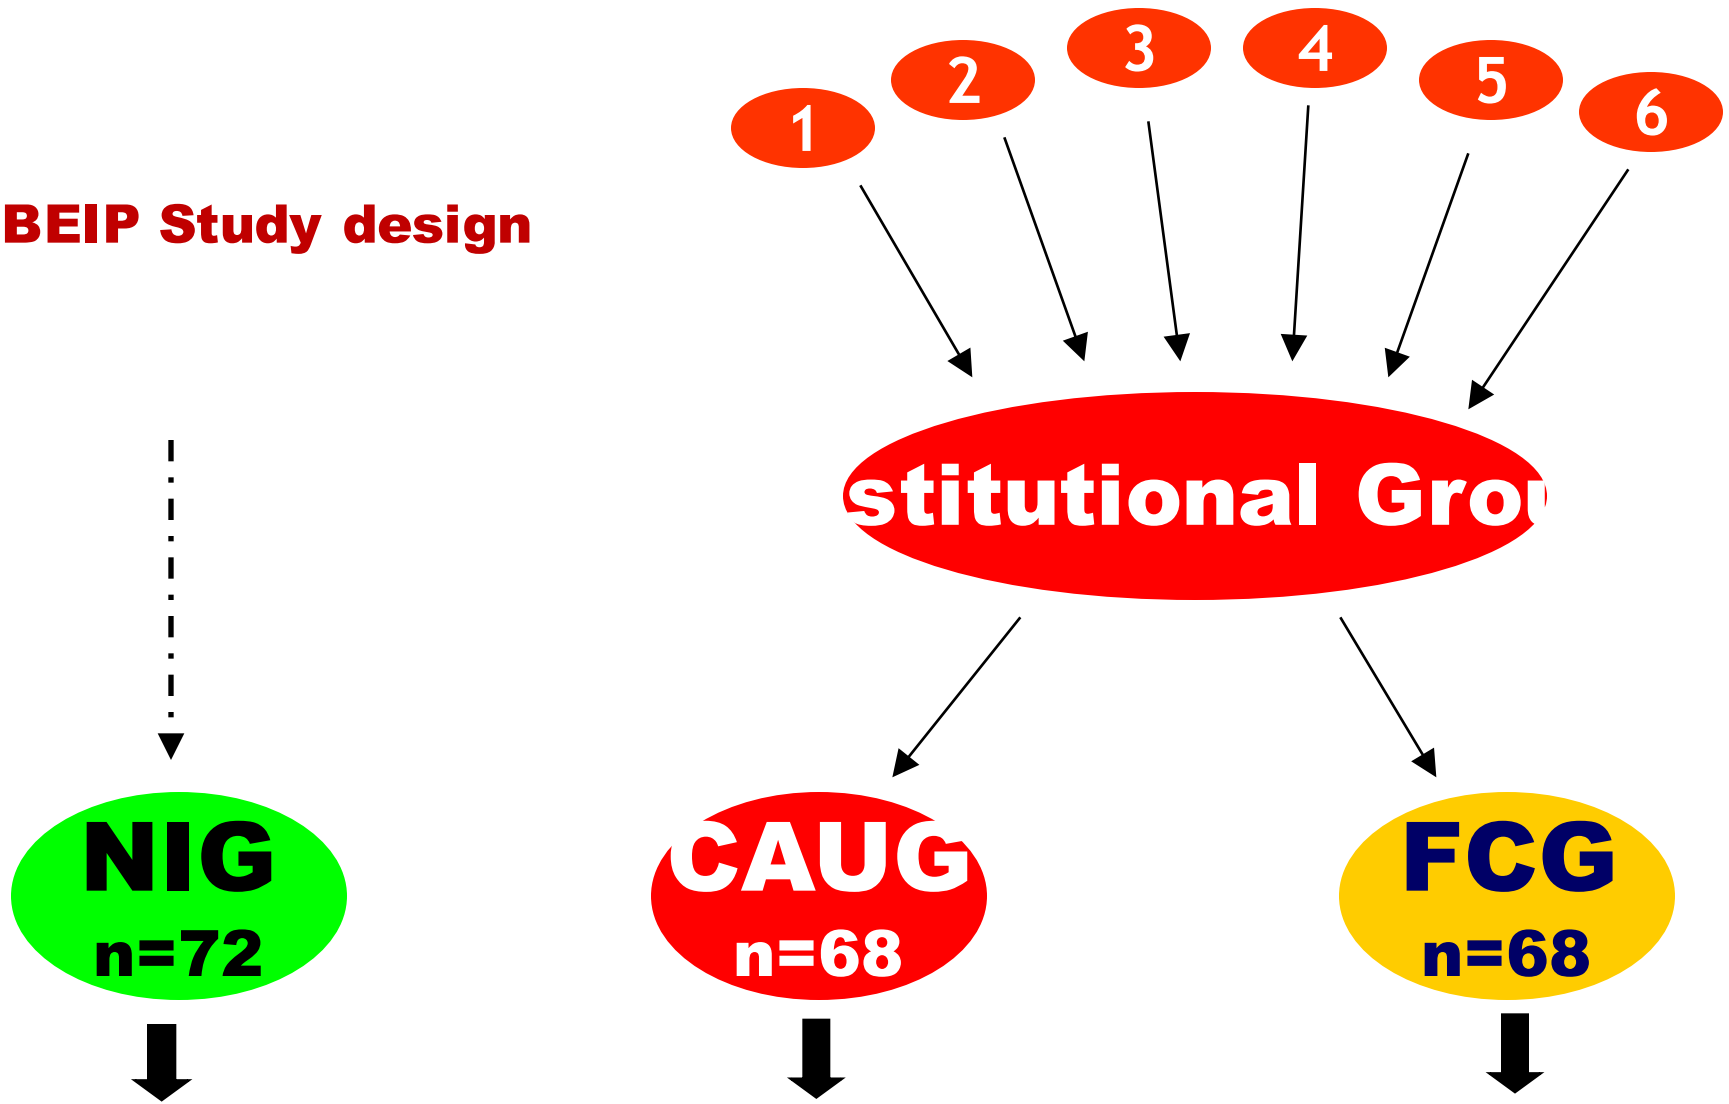 1
2
3
4
5
6
BEIP Study design
stitutional Grou
NIG
n=72
CAUG
n=68
FCG
n=68